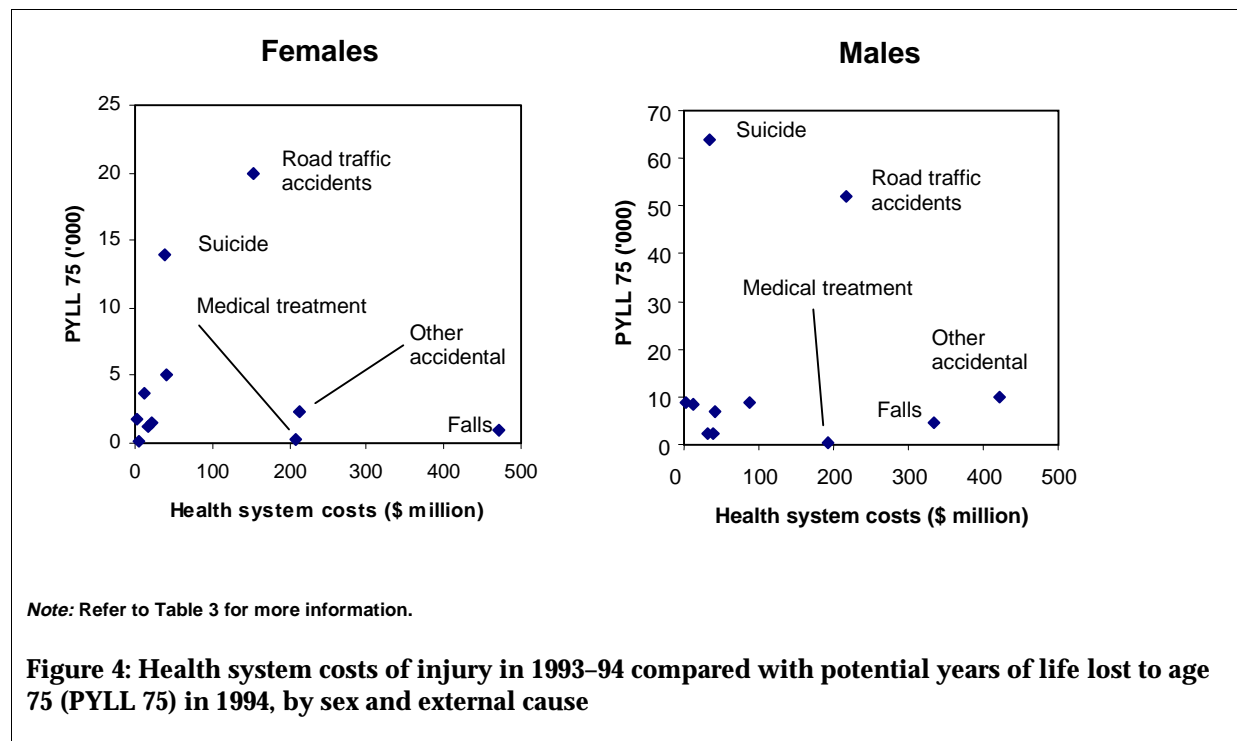 Females
25
20
15
10
5
0
PYLL 75 ('000)
Road traffic
accidents
Suicide
Medical treatment
Other
accidental
Falls
0 100 200 300 400 500
Health system costs ($ million)
Males
70
60
50
40
30
20
10
0
PYLL 75 ('000)
Suicide
Road traffic
accidents
Medical treatment
Other
accidental
Falls
0 100 200 300 400 500
Health system costs ($ million)
Note: Refer to Table 3 for more information.
Figure 4: Health system costs of injury in 1993–94 compared with potential years of life lost to age
75 (PYLL 75) in 1994, by sex and external cause